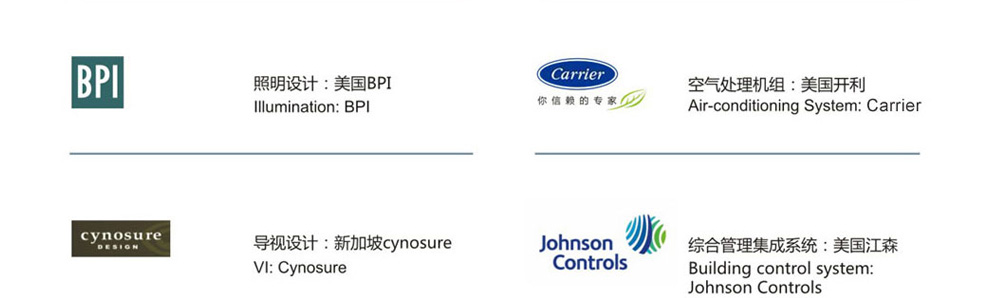 BPI
照明设计：美国BPI
Illumination: BPI
Carrier
你信赖的专家
空气处理机组：美国开利
Air-conditioning System: Carrier
cynosure
DESIGN
导视设计：新加坡cynosure
VI: Cynosure
Johnson
Controls
综合管理集成系统：美国江森
Building control system:
Johnson Controls